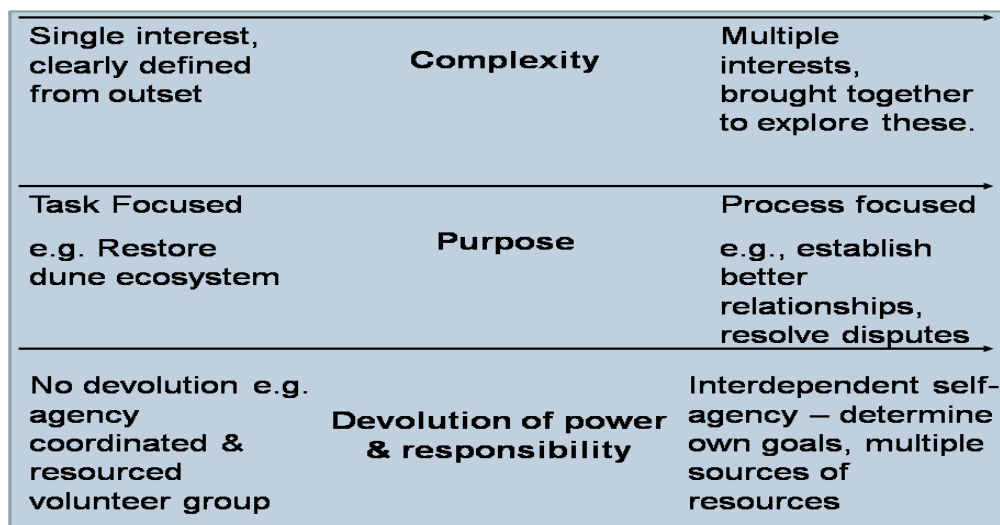 Single interest,
clearly defined
from outset
Complexity
Multiple
interests,
brought together
to explore these.
Task Focused
e.g. Restore
dune ecosystem
Purpose
Process focused
e.g., establish
better
relationships,
resolve disputes
No devolution e.g.
agency
coordinated &
resourced
volunteer group
Devolution of power
& responsibility
Interdependent self-
agency – determine
own goals, multiple
sources of
resources